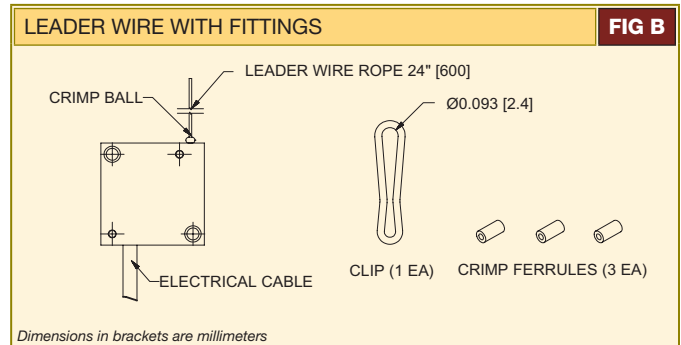 LEADER WIRE WITH FITTINGS
FIG B
LEADER WIRE ROPE 24" [600]
CRIMP BALL
Ø0.093 [2.4]
ELECTRICAL CABLE
CLIP (1 EA)
CRIMP FERRULES (3 EA)
Dimensions in brackets are millimeters